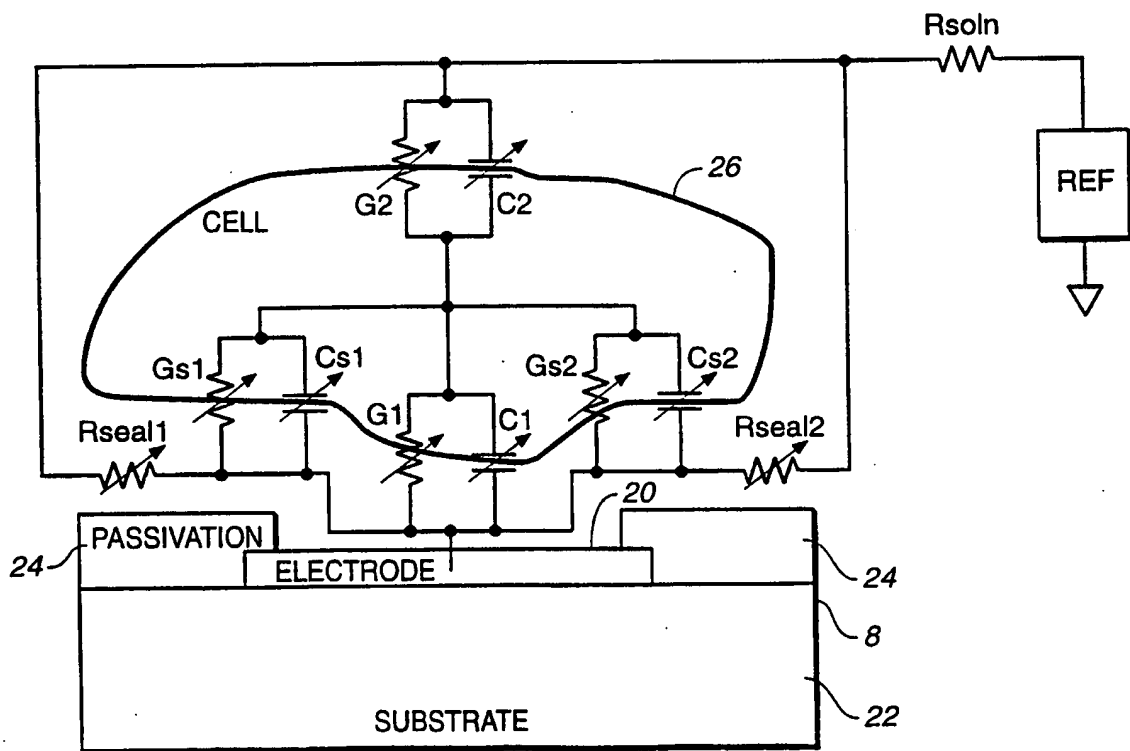 Rsoln
REF
26
G2
C2
CELL
Gs1
Cs1
Gs2
Cs2
G1
C1
Rseal1
Rseal2
20
PASSIVATION
24
ELECTRODE
24
8
22
SUBSTRATE